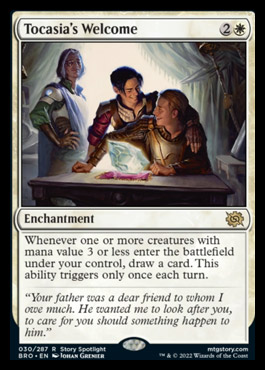 Tocasia's Welcome 2
Enchantment
Whenever one or more creatures with
mana value 3 or less enter the battlefield
under your control, draw a card. This
ability triggers only once each turn.
“Your father was a dear friend to whom I
owe much. He wanted me to look after you,
to care for you should something happen to
him.”
030/287 R Story Spotlight mtgstory.com
BRO • EN Johan Grenier ™ & © 2022 Wizards of the Coast